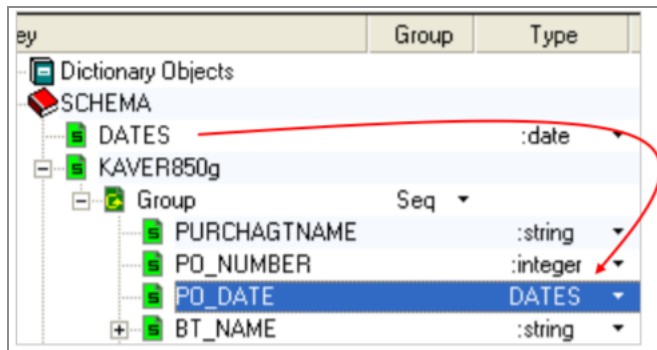 ey Group Type
Dictionary Objects
SCHEMA
DATES :date
KAVER850g
Group Seq
PURCHAGTNAME :string
PO_NUMBER :integer
PO_DATE DATES
BT_NAME :string